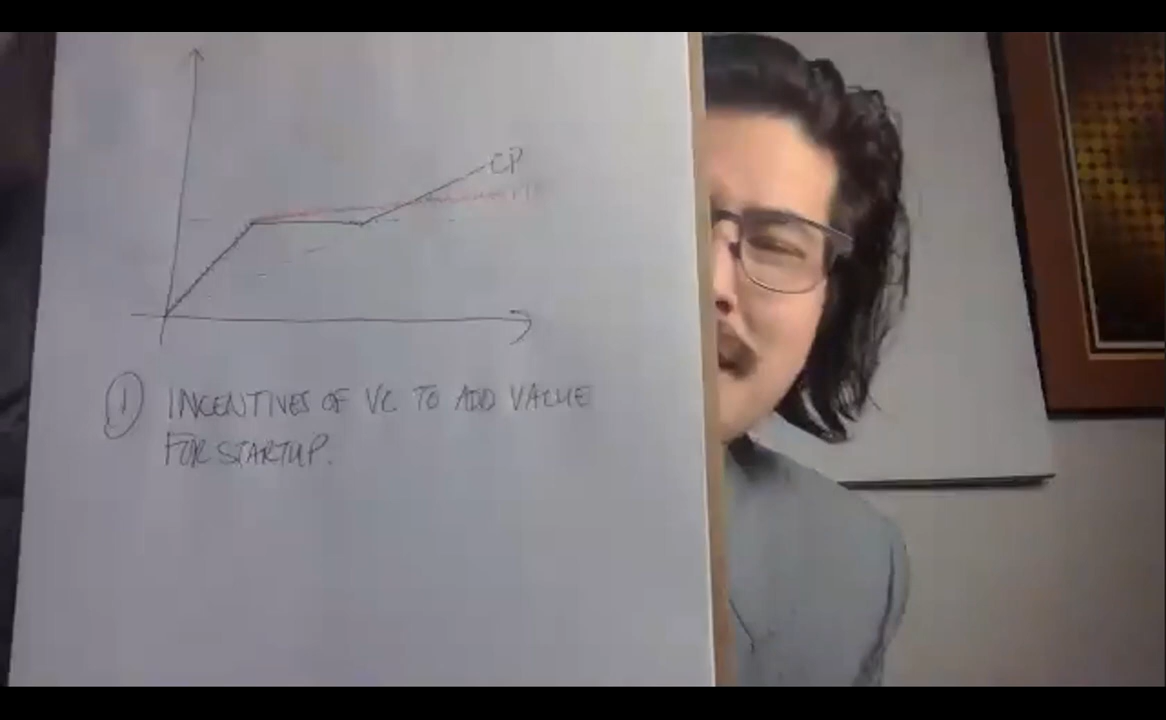 CP
① INCENTIVES OF VC TO ADD VALUE
FOR STARTUP.